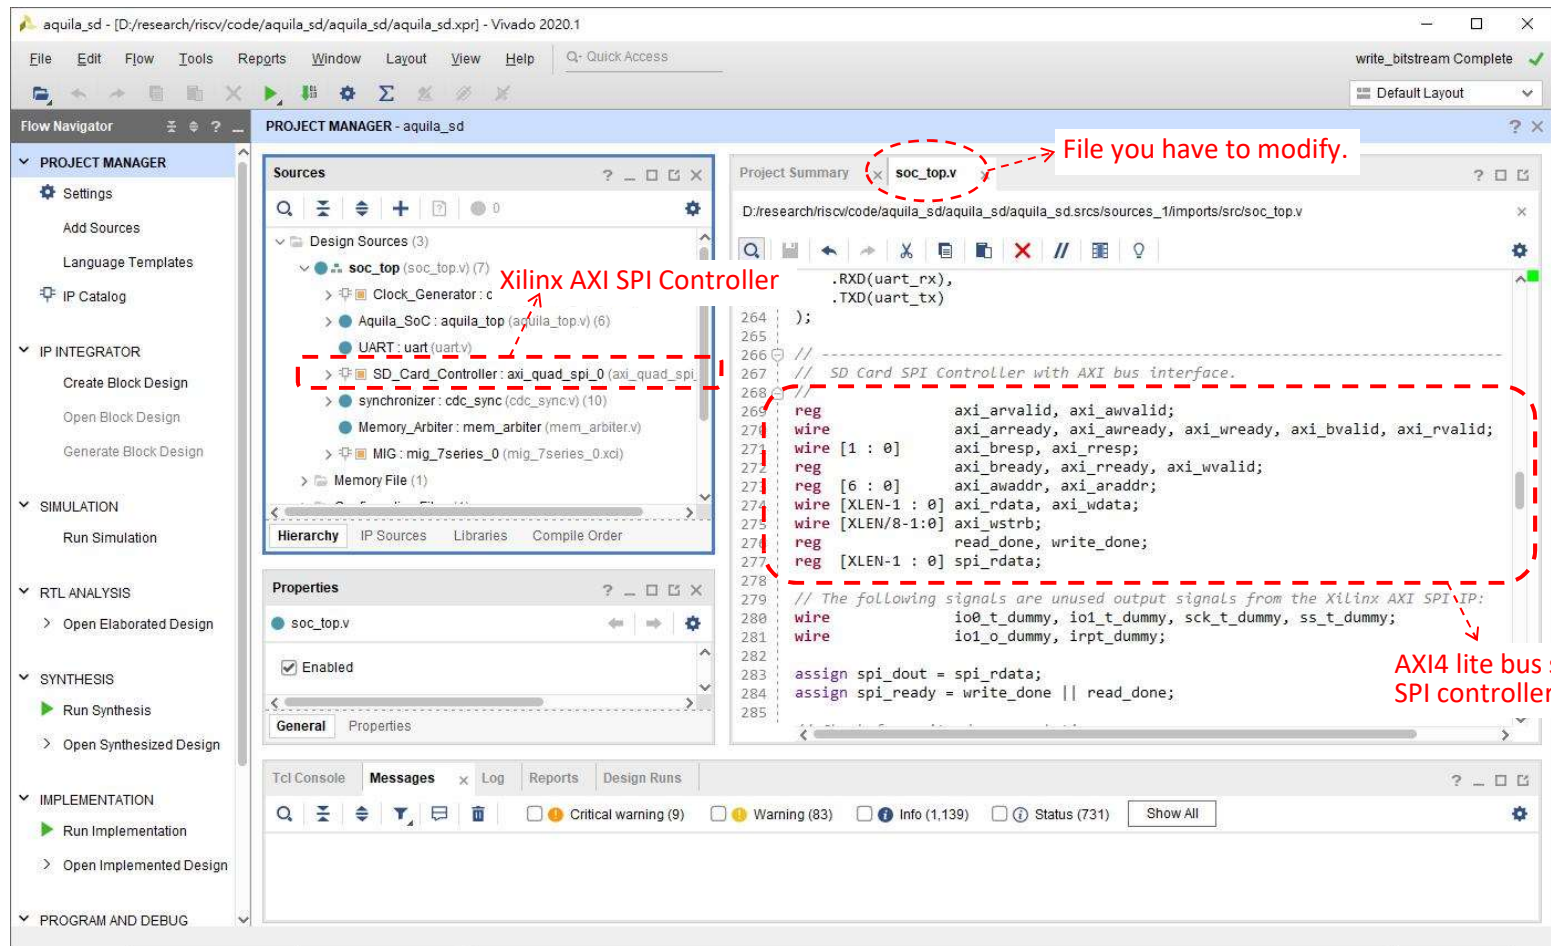 aquila_sd - [D:/research/riscv/code/aquila_sd/aquila_sd/aquila_sd.xpr] - Vivado 2020.1
File Edit Flow Tools Reports Window Layout View Help Q- Quick Access
write_bitstream Complete
Default Layout
Flow Navigator
PROJECT MANAGER
Settings
Add Sources
Language Templates
IP Catalog
IP INTEGRATOR
Create Block Design
Open Block Design
Generate Block Design
SIMULATION
Run Simulation
RTL ANALYSIS
Open Elaborated Design
SYNTHESIS
Run Synthesis
Open Synthesized Design
IMPLEMENTATION
Run Implementation
Open Implemented Design
PROGRAM AND DEBUG
PROJECT MANAGER - aquila_sd
Sources
0
Design Sources (3)
soc_top (soc_top.v) (7)
Xilinx AXI SPI Controller
Clock_Generator : c
Aquila_SoC : aquila_top (aquila_top.v) (6)
UART : uart (uart.v)
SD_Card_Controller : axi_quad_spi_0 (axi_quad_spi_
synchronizer : cdc_sync (cdc_sync.v) (10)
Memory_Arbiter : mem_arbiter (mem_arbiter.v)
MIG : mig_7series_0 (mig_7series_0.xci)
Memory File (1)
Hierarchy IP Sources Libraries Compile Order
Properties
soc_top.v
Enabled
General Properties
Project Summary soc_top.v
File you have to modify.
D:/research/riscv/code/aquila_sd/aquila_sd/aquila_sd.srcs/sources_1/imports/src/soc_top.v
.RXD(uart_rx),
.TXD(uart_tx)
264 );
265
266 // ----------------------------------------------------------------------------
267 // SD Card SPI Controller with AXI bus interface.
268 //
269 reg axi_arvalid, axi_awvalid;
270 wire axi_arready, axi_awready, axi_wready, axi_bvalid, axi_rvalid;
271 wire [1 : 0] axi_bresp, axi_rresp;
272 reg axi_bready, axi_rready, axi_wvalid;
273 reg [6 : 0] axi_awaddr, axi_araddr;
274 wire [XLEN-1 : 0] axi_rdata, axi_wdata;
275 wire [XLEN/8-1:0] axi_wstrb;
276 reg read_done, write_done;
277 reg [XLEN-1 : 0] spi_rdata;
278
279 // The following signals are unused output signals from the Xilinx AXI SPI IP:
280 wire io0_t_dummy, io1_t_dummy, sck_t_dummy, ss_t_dummy;
281 wire io1_o_dummy, irpt_dummy;
282
283 assign spi_dout = spi_rdata;
284 assign spi_ready = write_done || read_done;
285
AXI4 lite bus
SPI controller
Tcl Console Messages Log Reports Design Runs
Critical warning (9) Warning (83) Info (1,139) Status (731) Show All